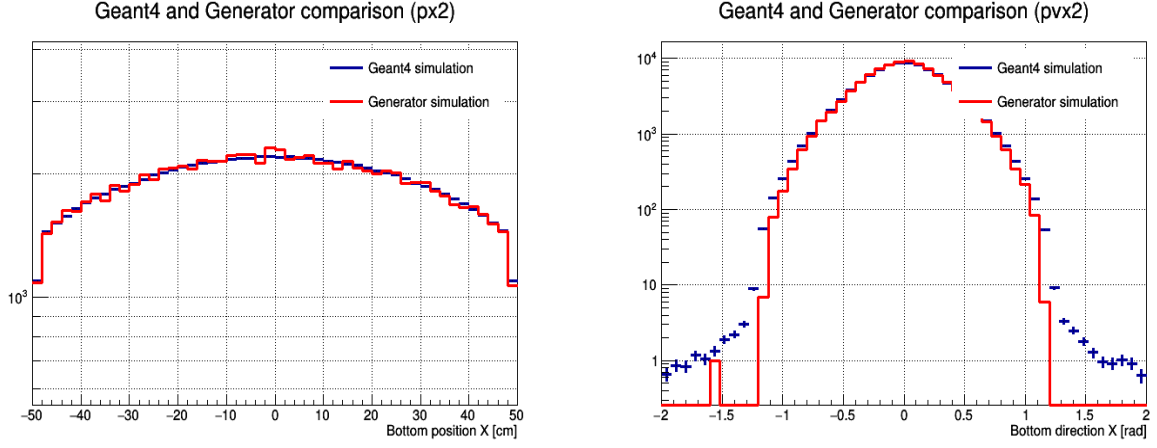 Geant4 and Generator comparison (px2)
Geant4 simulation
Generator simulation
10³
−50 −40 −30 −20 −10 0 10 20 30 40 50
Bottom position X [cm]
Geant4 and Generator comparison (pvx2)
10⁴
Geant4 simulation
Generator simulation
10³
10²
10
1
−2 −1.5 −1 −0.5 0 0.5 1 1.5 2
Bottom direction X [rad]